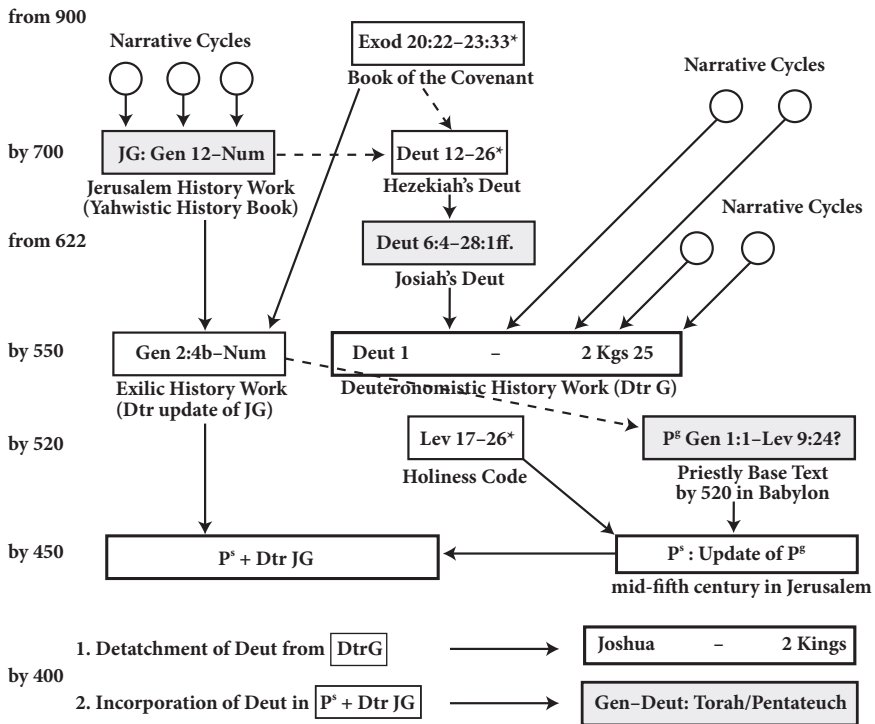 from 900
Narrative Cycles
Exod 20:22–23:33*
Book of the Covenant
Narrative Cycles
by 700
JG: Gen 12–Num
Deut 12–26*
Jerusalem History Work
(Yahwistic History Book)
Hezekiah's Deut
Narrative Cycles
from 622
Deut 6:4–28:1ff.
Josiah's Deut
by 550
Gen 2:4b–Num
Deut 1 – 2 Kgs 25
Exilic History Work
(Dtr update of JG)
Deuteronomistic History Work (Dtr G)
by 520
Lev 17–26*
Pᵍ Gen 1:1–Lev 9:24?
Holiness Code
Priestly Base Text
by 520 in Babylon
by 450
Pˢ + Dtr JG
Pˢ : Update of Pᵍ
mid-fifth century in Jerusalem
1. Detatchment of Deut from DtrG
Joshua – 2 Kings
by 400
2. Incorporation of Deut in Pˢ + Dtr JG
Gen–Deut: Torah/Pentateuch